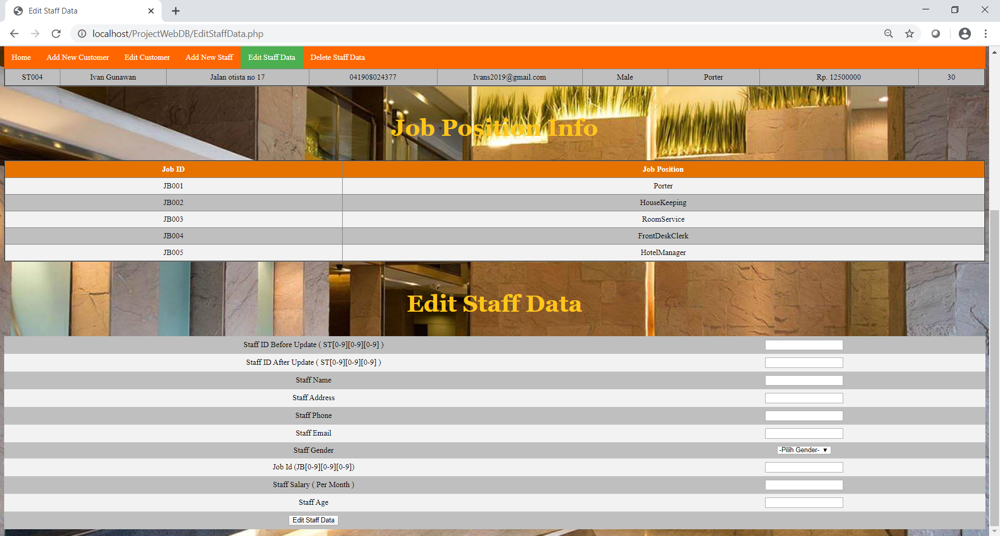 Edit Staff Data
localhost/ProjectWebDB/EditStaffData.php
Home Add New Customer Edit Customer Add New Staff Edit Staff Data Delete Staff Data
ST004 Ivan Gunawan Jalan otista no 17 041908024377 Ivans2019@gmail.com Male Porter Rp. 12500000 30
Job Position Info
Job ID Job Position
JB001 Porter
JB002 HouseKeeping
JB003 RoomService
JB004 FrontDeskClerk
JB005 HotelManager
Edit Staff Data
Staff ID Before Update ( ST[0-9][0-9][0-9] )
Staff ID After Update ( ST[0-9][0-9][0-9] )
Staff Name
Staff Address
Staff Phone
Staff Email
Staff Gender -Pilih Gender-
Job Id (JB[0-9][0-9][0-9])
Staff Salary ( Per Month )
Staff Age
Edit Staff Data